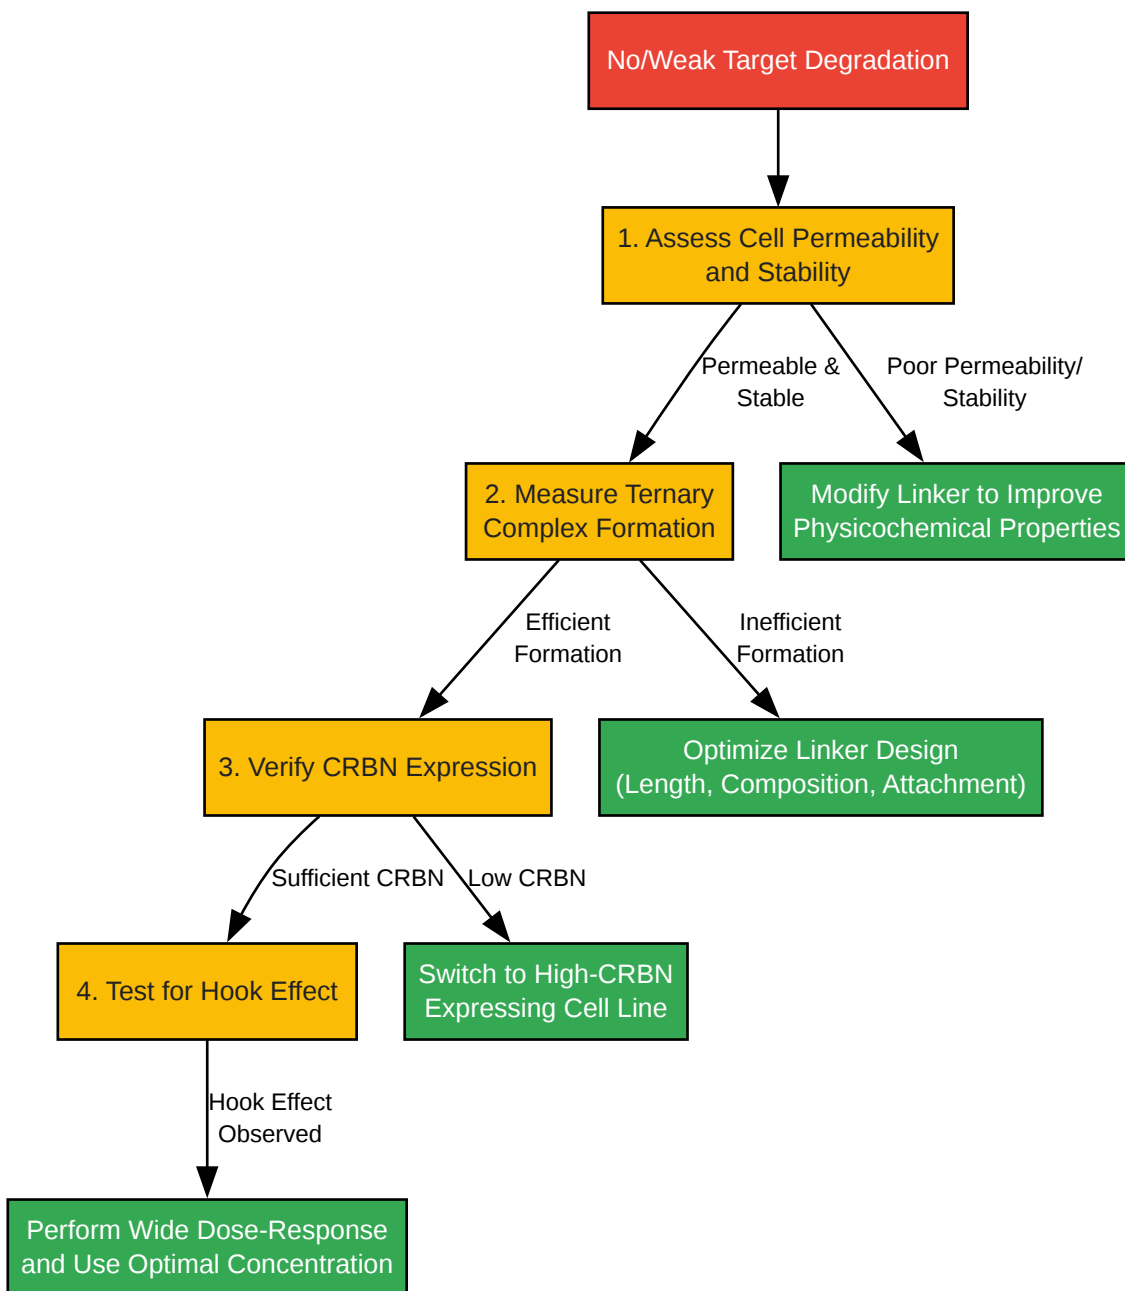 No/Weak Target Degradation
1. Assess Cell Permeability
and Stability
Permeable &
Stable
Poor Permeability/
Stability
2. Measure Ternary
Complex Formation
Modify Linker to Improve
Physicochemical Properties
Efficient
Formation
Inefficient
Formation
3. Verify CRBN Expression
Optimize Linker Design
(Length, Composition, Attachment)
Sufficient CRBN
Low CRBN
4. Test for Hook Effect
Switch to High-CRBN
Expressing Cell Line
Hook Effect
Observed
Perform Wide Dose-Response
and Use Optimal Concentration